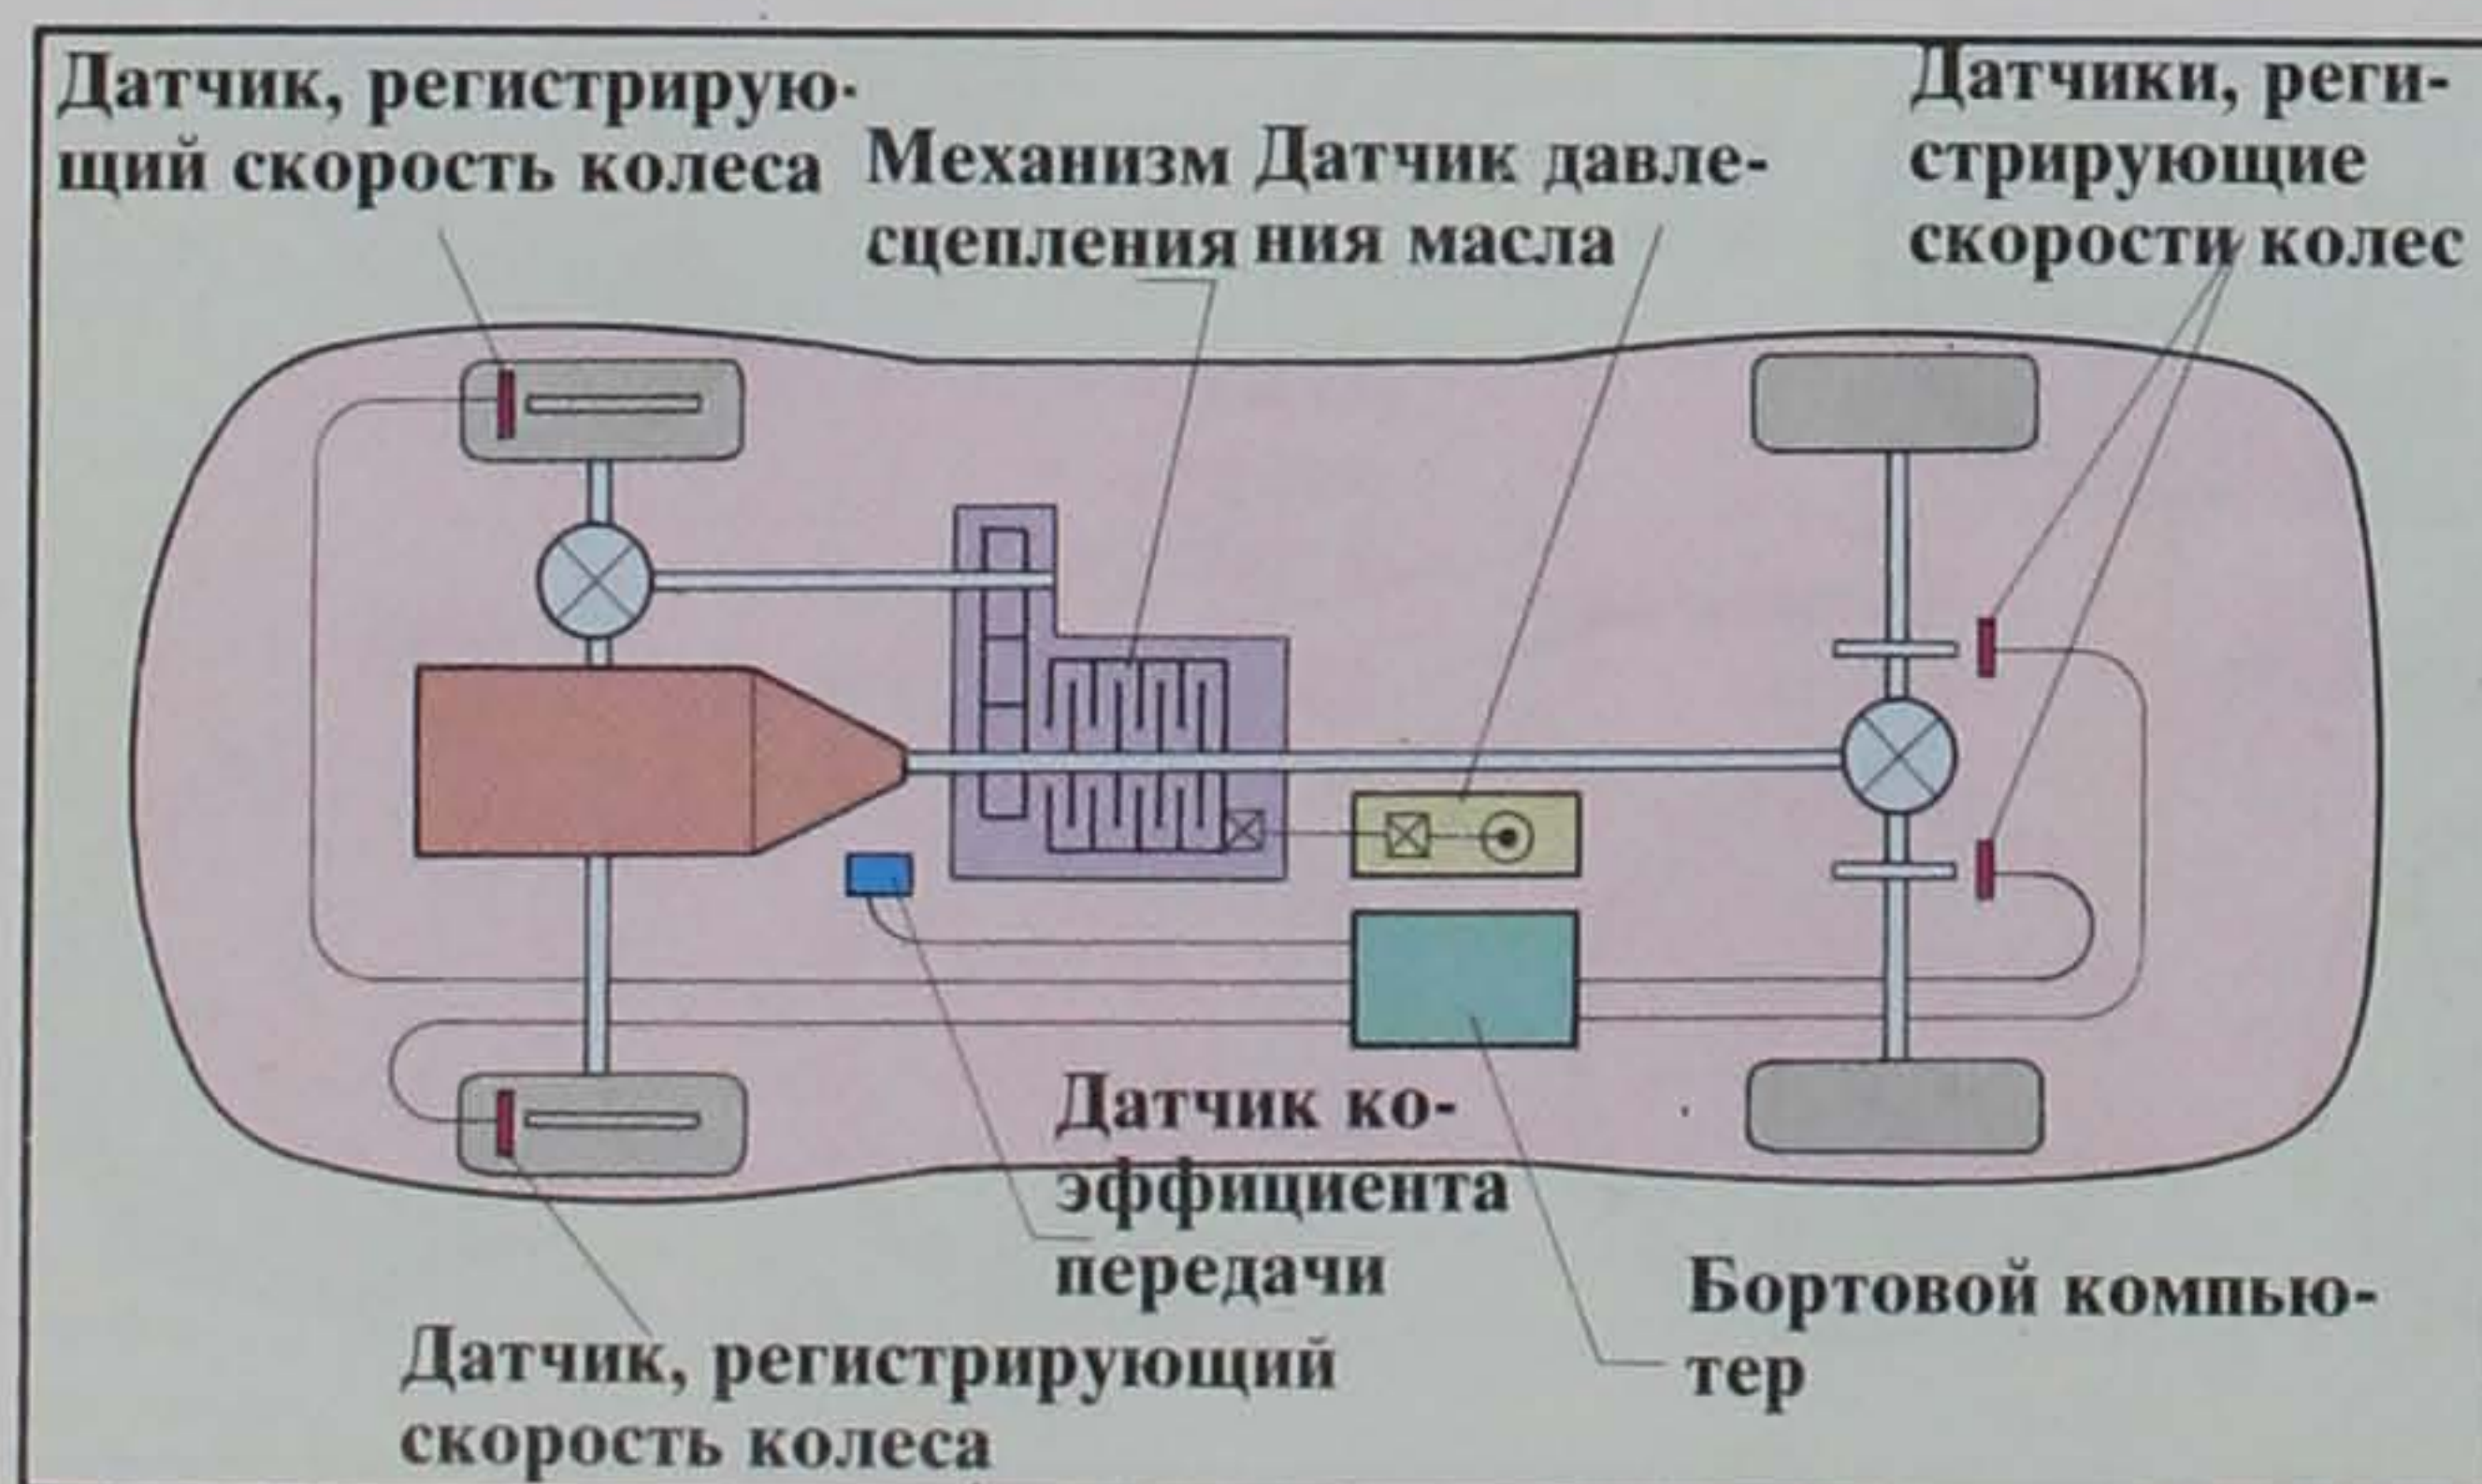 Датчик, регистрирую-
щий скорость колеса
Механизм
сцепления
Датчик давле-
ния масла
Датчики, реги-
стрирующие
скорости колес
Датчик ко-
эффициента
передачи
Бортовой компью-
тер
Датчик, регистрирующий
скорость колеса